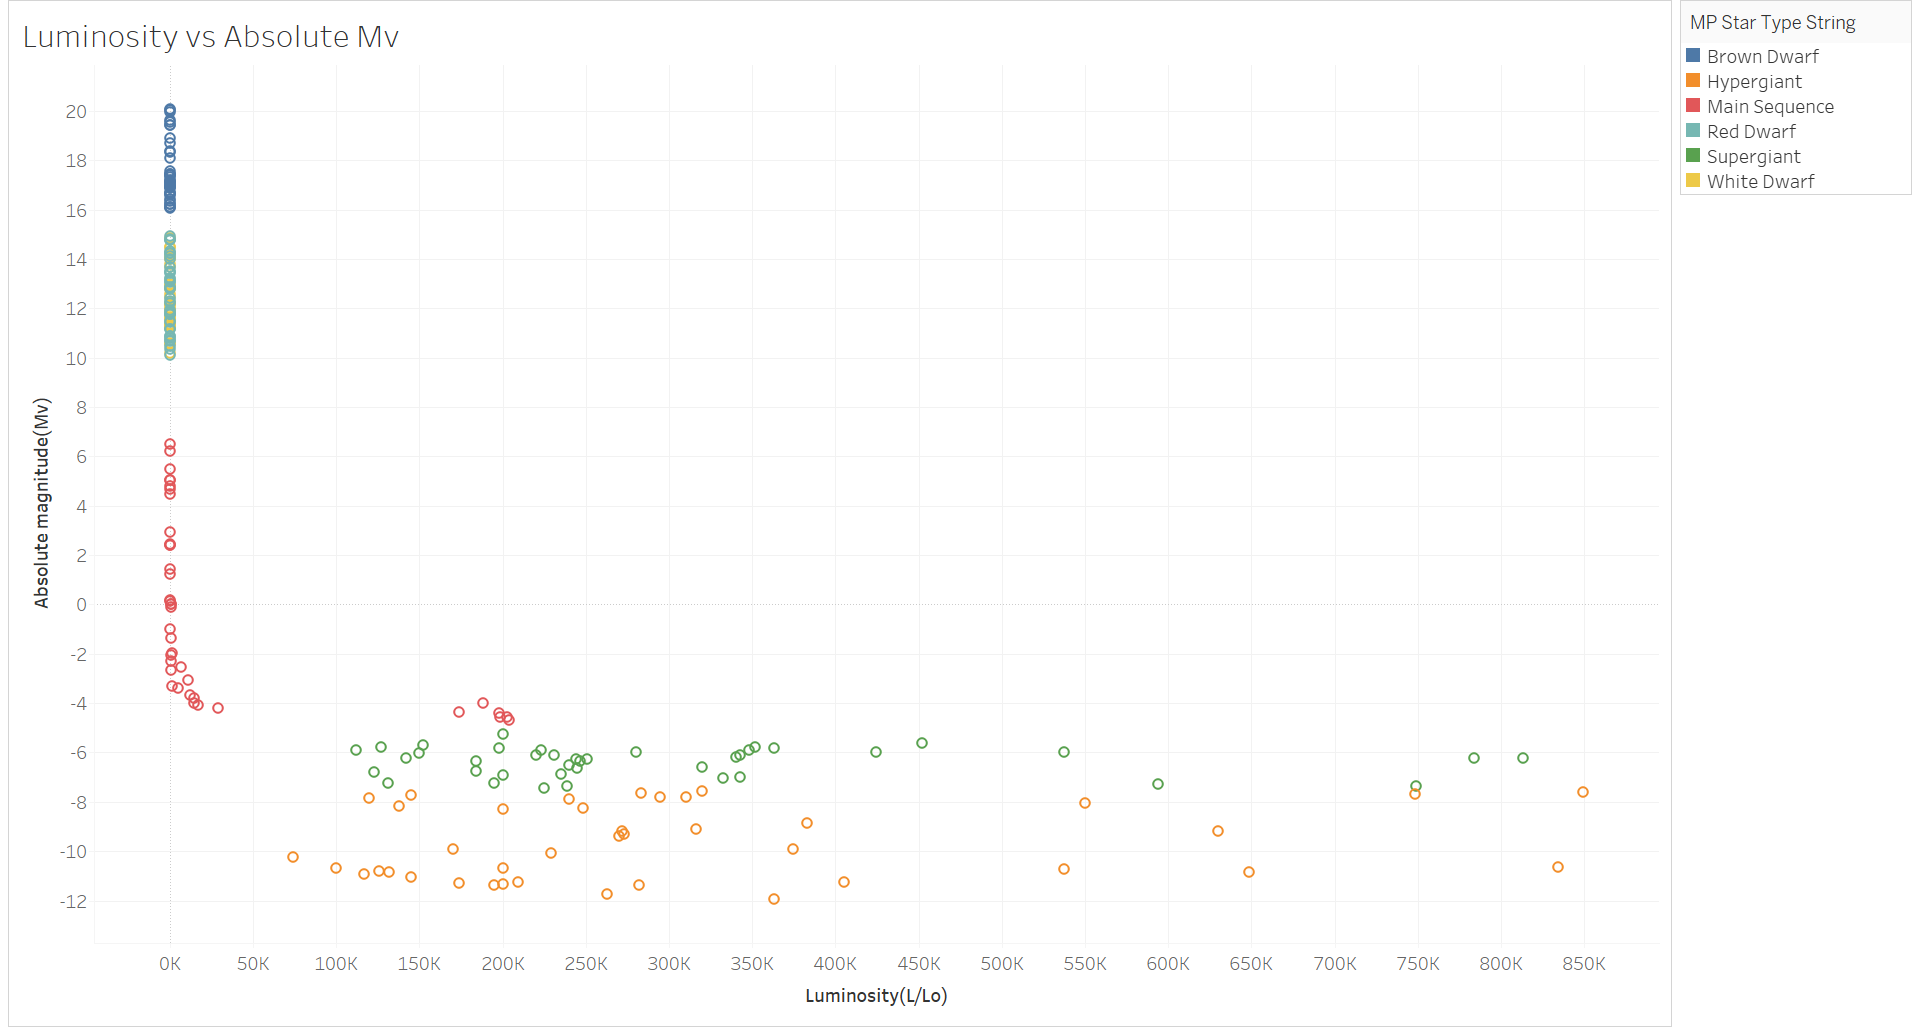 Luminosity vs Absolute Mv
MP Star Type String
Brown Dwarf
Hypergiant
Main Sequence
Red Dwarf
Supergiant
White Dwarf
Absolute magnitude(Mv)
20
18
16
14
12
10
8
6
4
2
0
-2
-4
-6
-8
-10
-12
0K 50K 100K 150K 200K 250K 300K 350K 400K 450K 500K 550K 600K 650K 700K 750K 800K 850K
Luminosity(L/Lo)